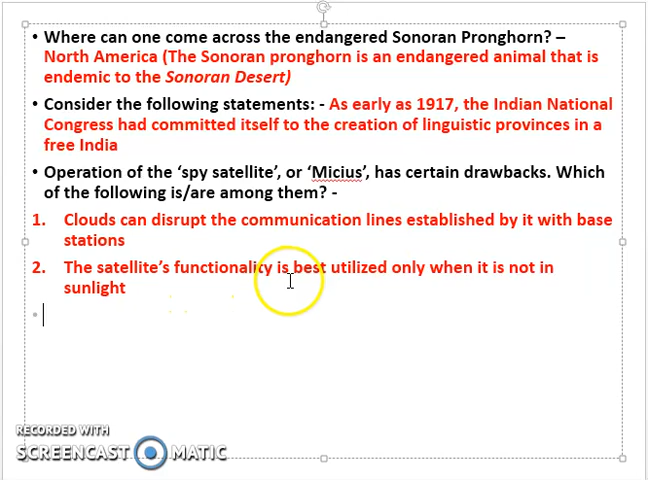 • Where can one come across the endangered Sonoran Pronghorn? –
North America (The Sonoran pronghorn is an endangered animal that is
endemic to the Sonoran Desert)
• Consider the following statements: - As early as 1917, the Indian National
Congress had committed itself to the creation of linguistic provinces in a
free India
• Operation of the ‘spy satellite’, or ‘Micius’, has certain drawbacks. Which
of the following is/are among them? -
1. Clouds can disrupt the communication lines established by it with base
stations
2. The satellite’s functionality is best utilized only when it is not in
sunlight
RECORDED WITH
SCREENCAST MATIC